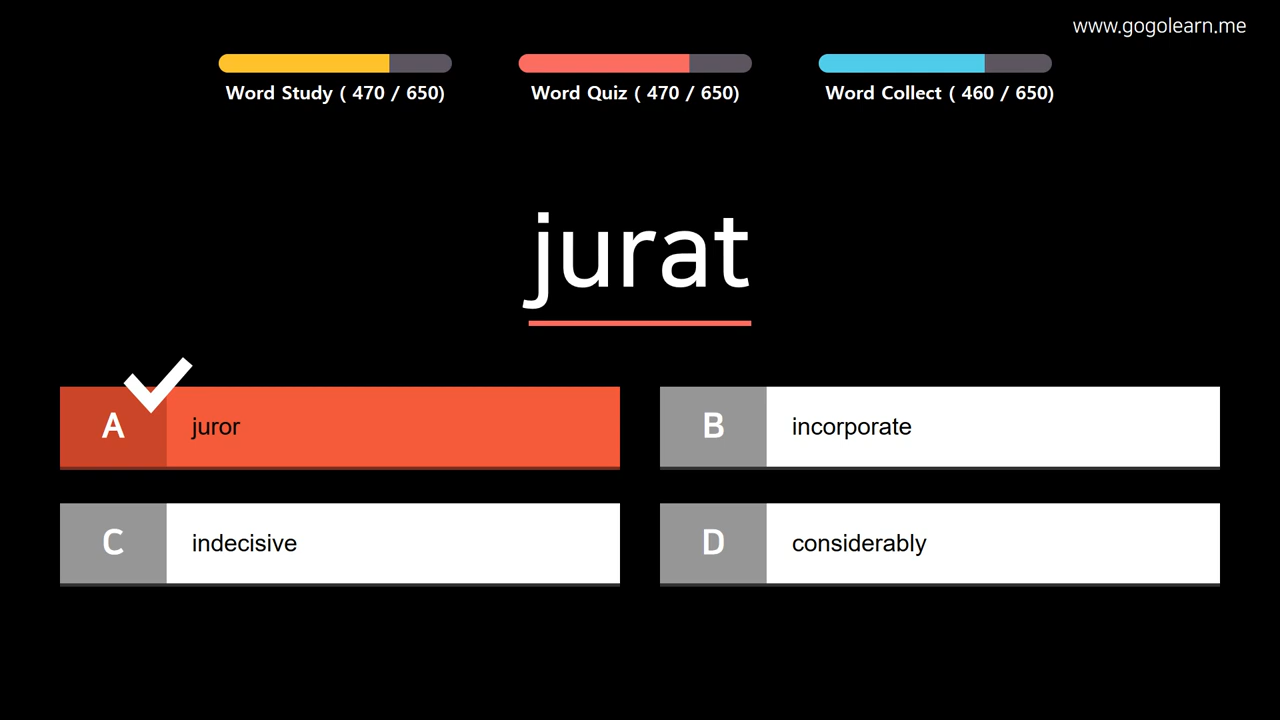 www.gogolearn.me
Word Study ( 470 / 650)
Word Quiz ( 470 / 650)
Word Collect ( 460 / 650)
jurat
A juror
B incorporate
C indecisive
D considerably